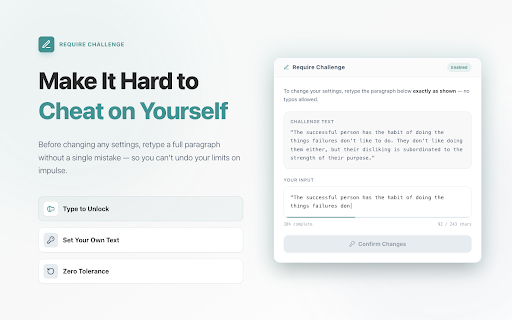 REQUIRE CHALLENGE
Make It Hard to
Cheat on Yourself
Before changing any settings, retype a full paragraph
without a single mistake — so you can't undo your limits on
impulse.
Type to Unlock
Set Your Own Text
Zero Tolerance
Require Challenge
Enabled
To change your settings, retype the paragraph below exactly as shown — no
typos allowed.
CHALLENGE TEXT
"The successful person has the habit of doing the
things failures don't like to do. They don't like doing
them either, but their disliking is subordinated to the
strength of their purpose."
YOUR INPUT
"The successful person has the habit of doing the
things failures don
38% complete
92 / 243 chars
Confirm Changes